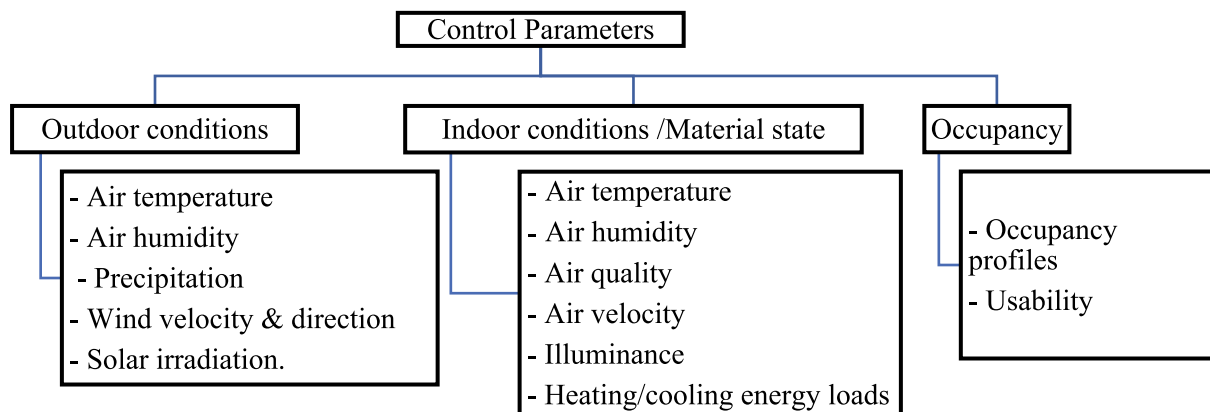 Control Parameters
Outdoor conditions
- Air temperature
- Air humidity
- Precipitation
- Wind velocity & direction
- Solar irradiation.
Indoor conditions /Material state
- Air temperature
- Air humidity
- Air quality
- Air velocity
- Illuminance
- Heating/cooling energy loads
Occupancy
- Occupancy
profiles
- Usability